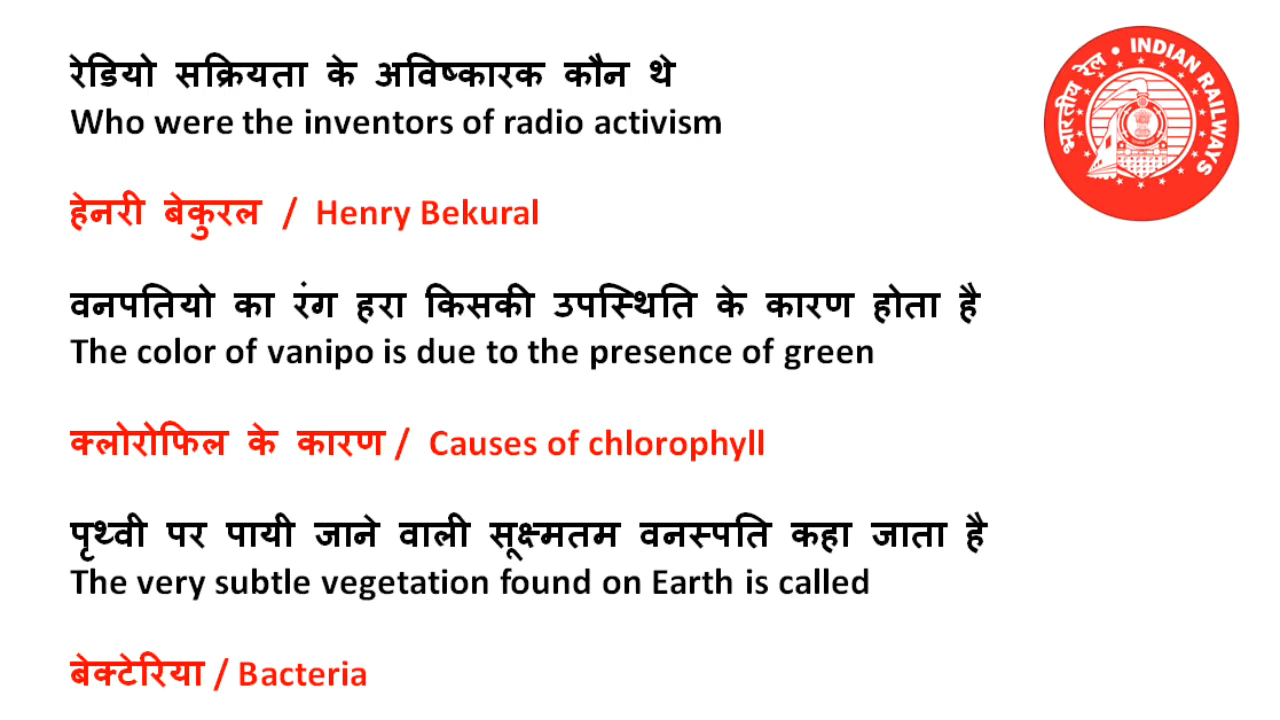 रेडियो सक्रियता के अविष्कारक कौन थे
Who were the inventors of radio activism
हेनरी बेकुरल / Henry Bekural
वनपतियो का रंग हरा किसकी उपस्थिति के कारण होता है
The color of vanipo is due to the presence of green
क्लोरोफिल के कारण / Causes of chlorophyll
पृथ्वी पर पायी जाने वाली सूक्ष्मतम वनस्पति कहा जाता है
The very subtle vegetation found on Earth is called
बेक्टेरिया / Bacteria
भारतीय रेल • INDIAN RAILWAYS